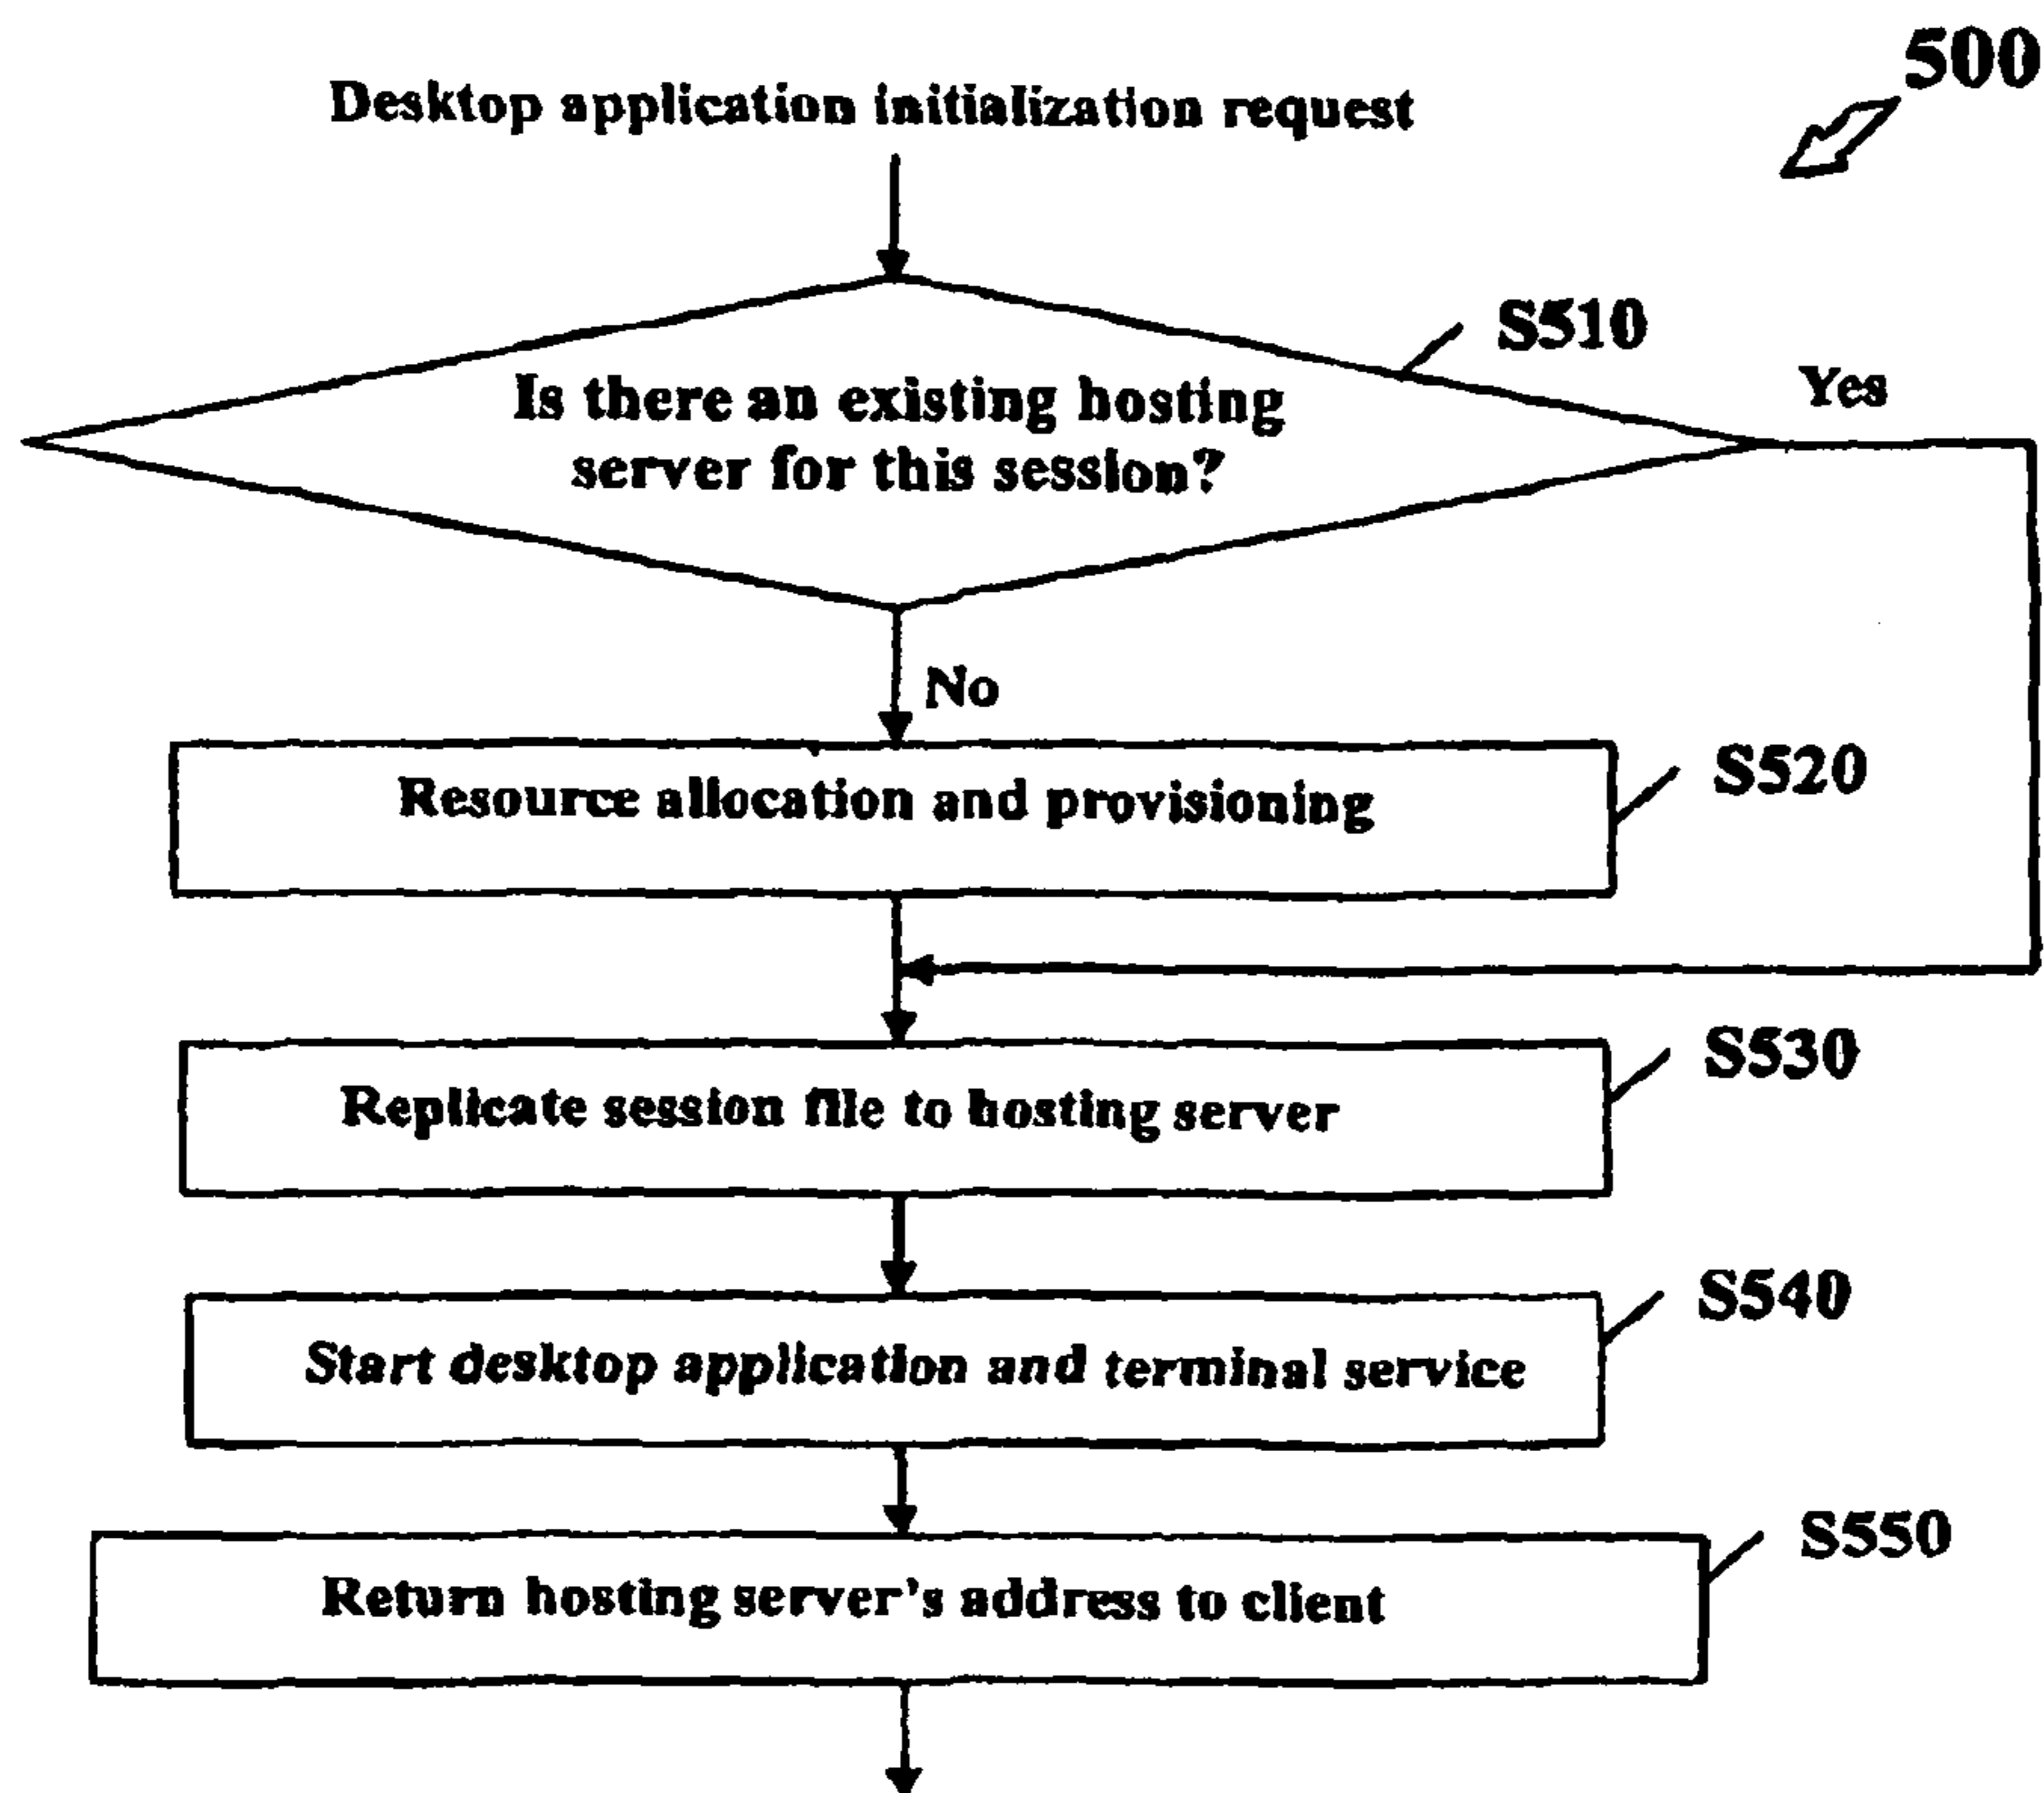 500
Desktop application initialization request
S510
Is there an existing hosting
server for this session?
Yes
No
Resource allocation and provisioning
S520
Replicate session file to hosting server
S530
Start desktop application and terminal service
S540
Return hosting server's address to client
S550